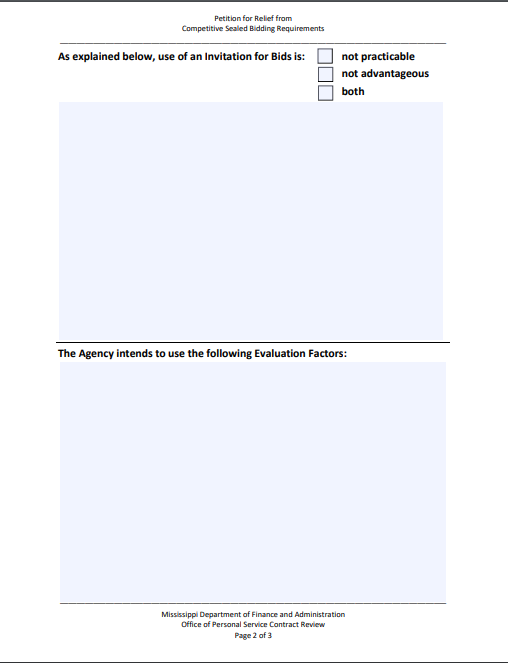 Petition for Relief from
Competitive Sealed Bidding Requirements
As explained below, use of an Invitation for Bids is:
not practicable
not advantageous
both
The Agency intends to use the following Evaluation Factors:
Mississippi Department of Finance and Administration
Office of Personal Service Contract Review
Page 2 of 3